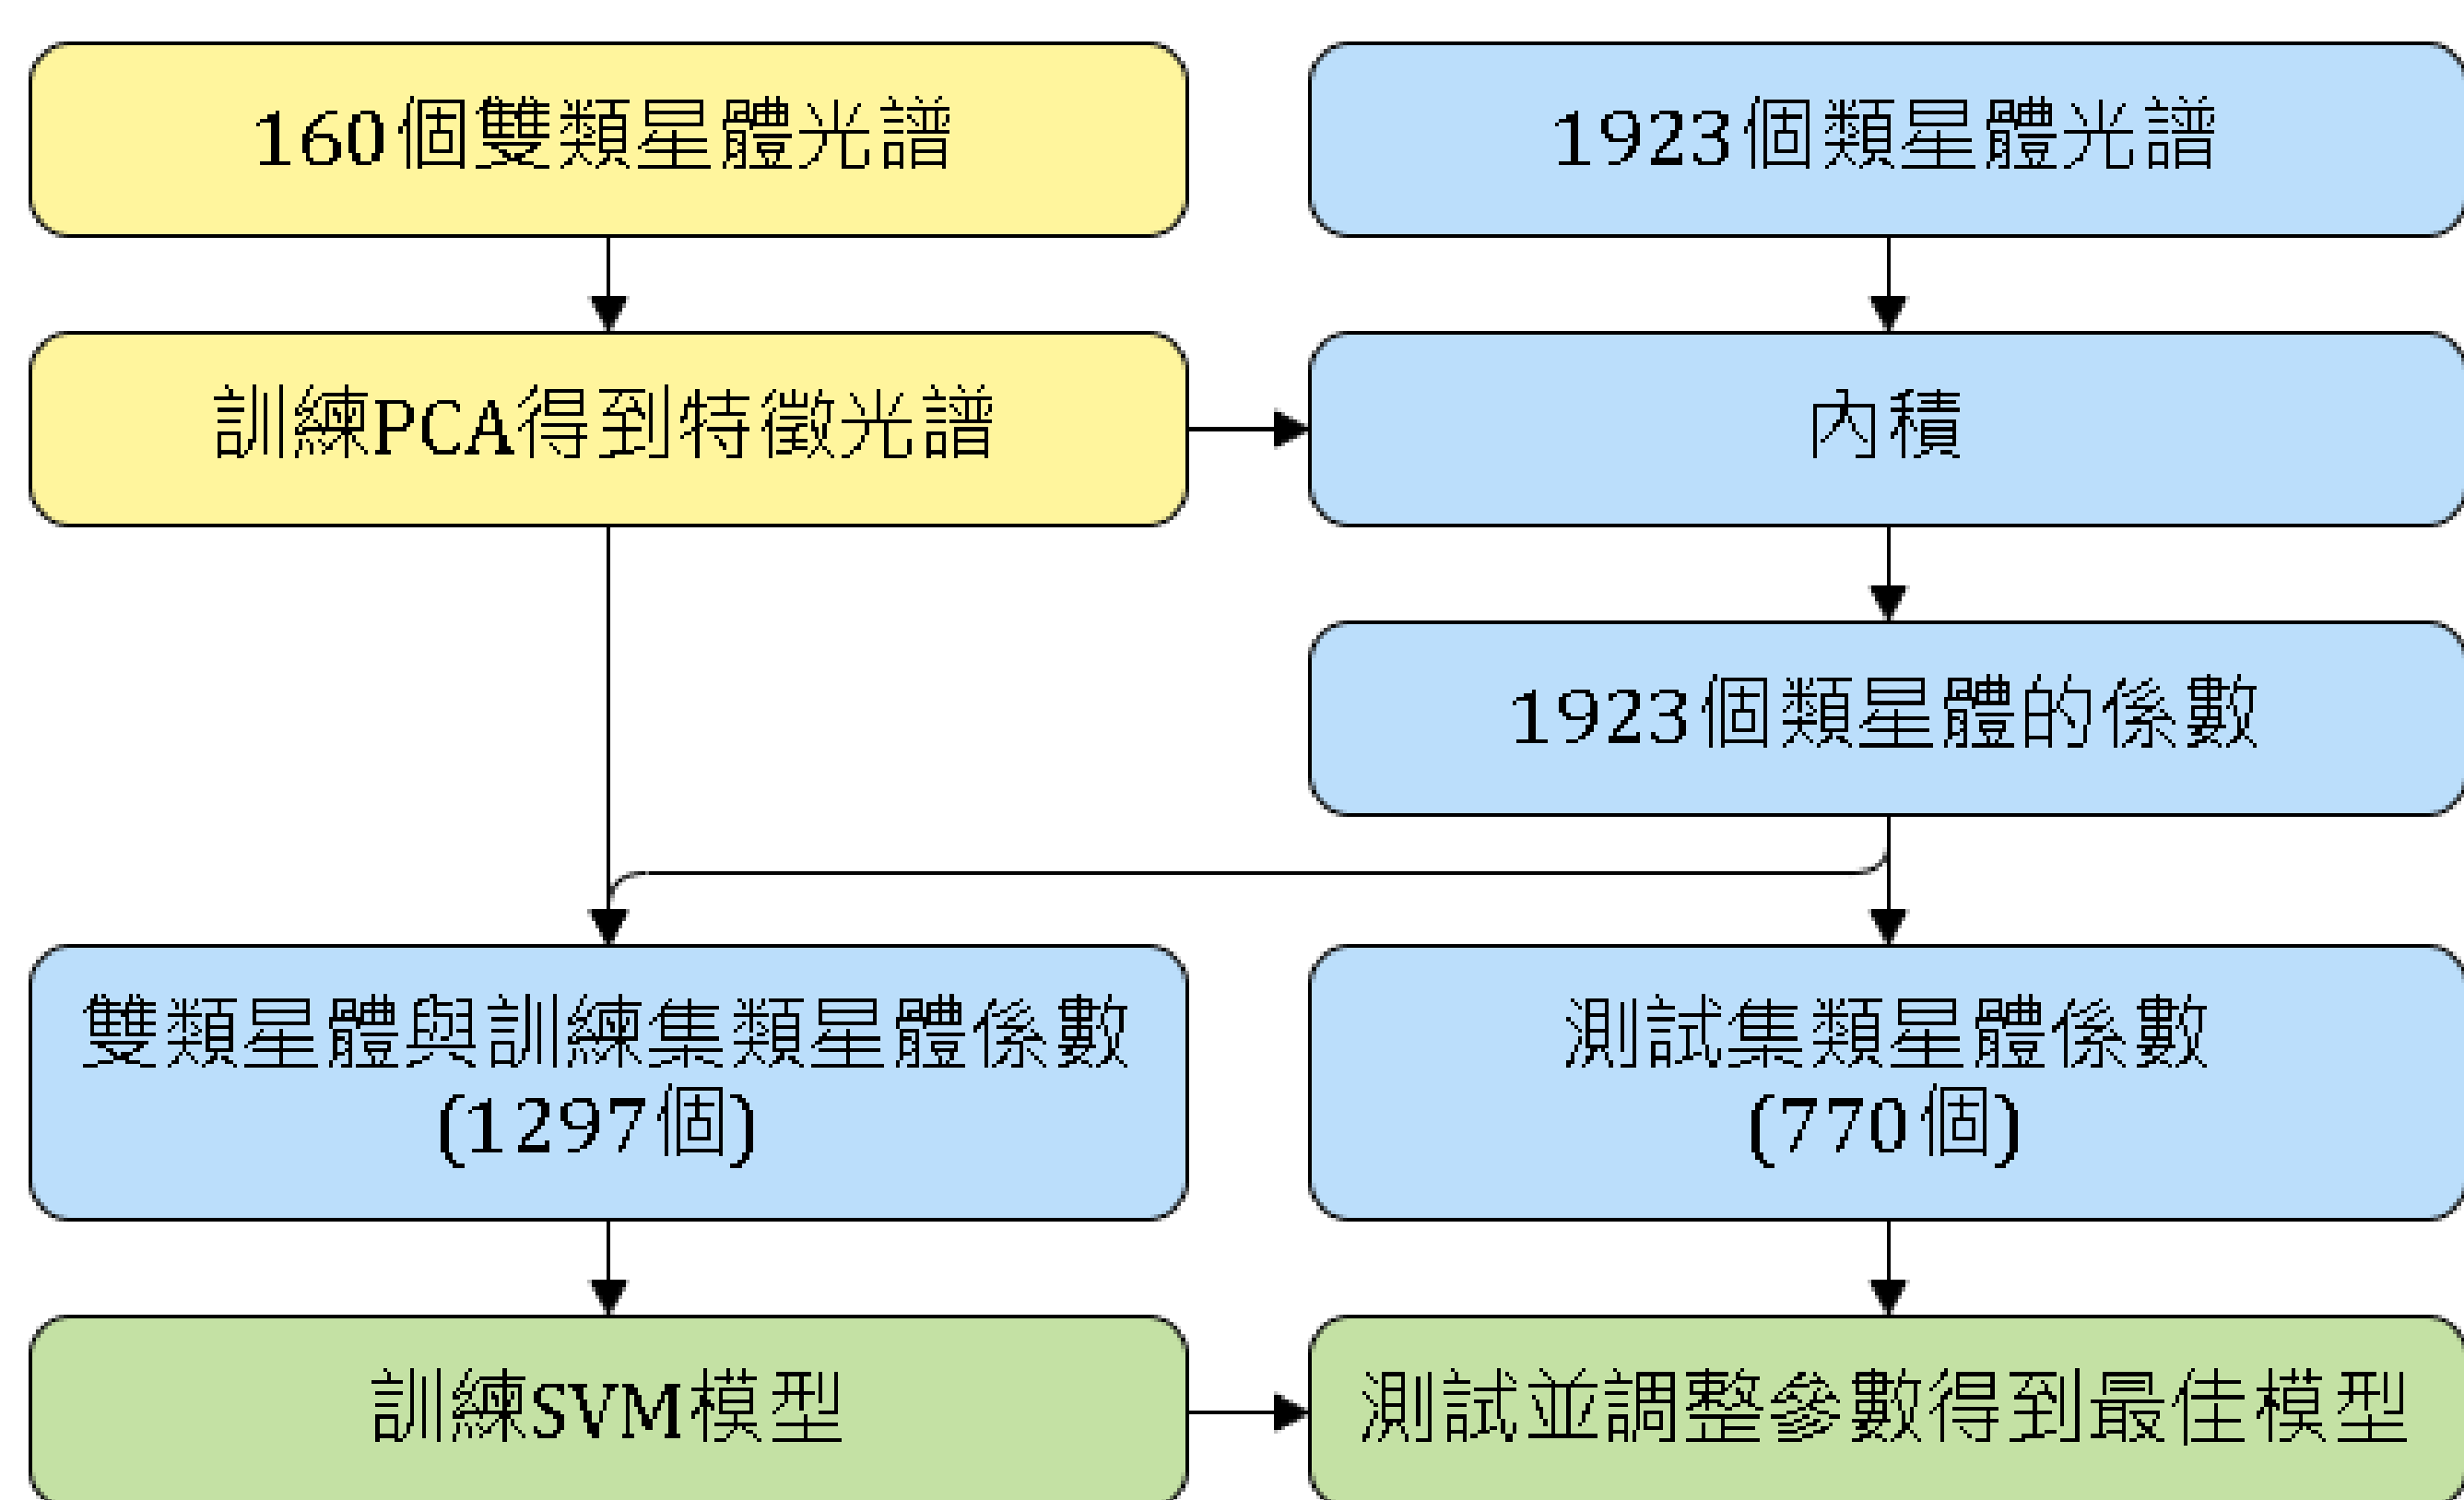 160個雙類星體光譜
1923個類星體光譜
訓練PCA得到特徵光譜
內積
1923個類星體的係數
雙類星體與訓練集類星體係數
(1297個)
測試集類星體係數
(770個)
訓練SVM模型
測試並調整參數得到最佳模型